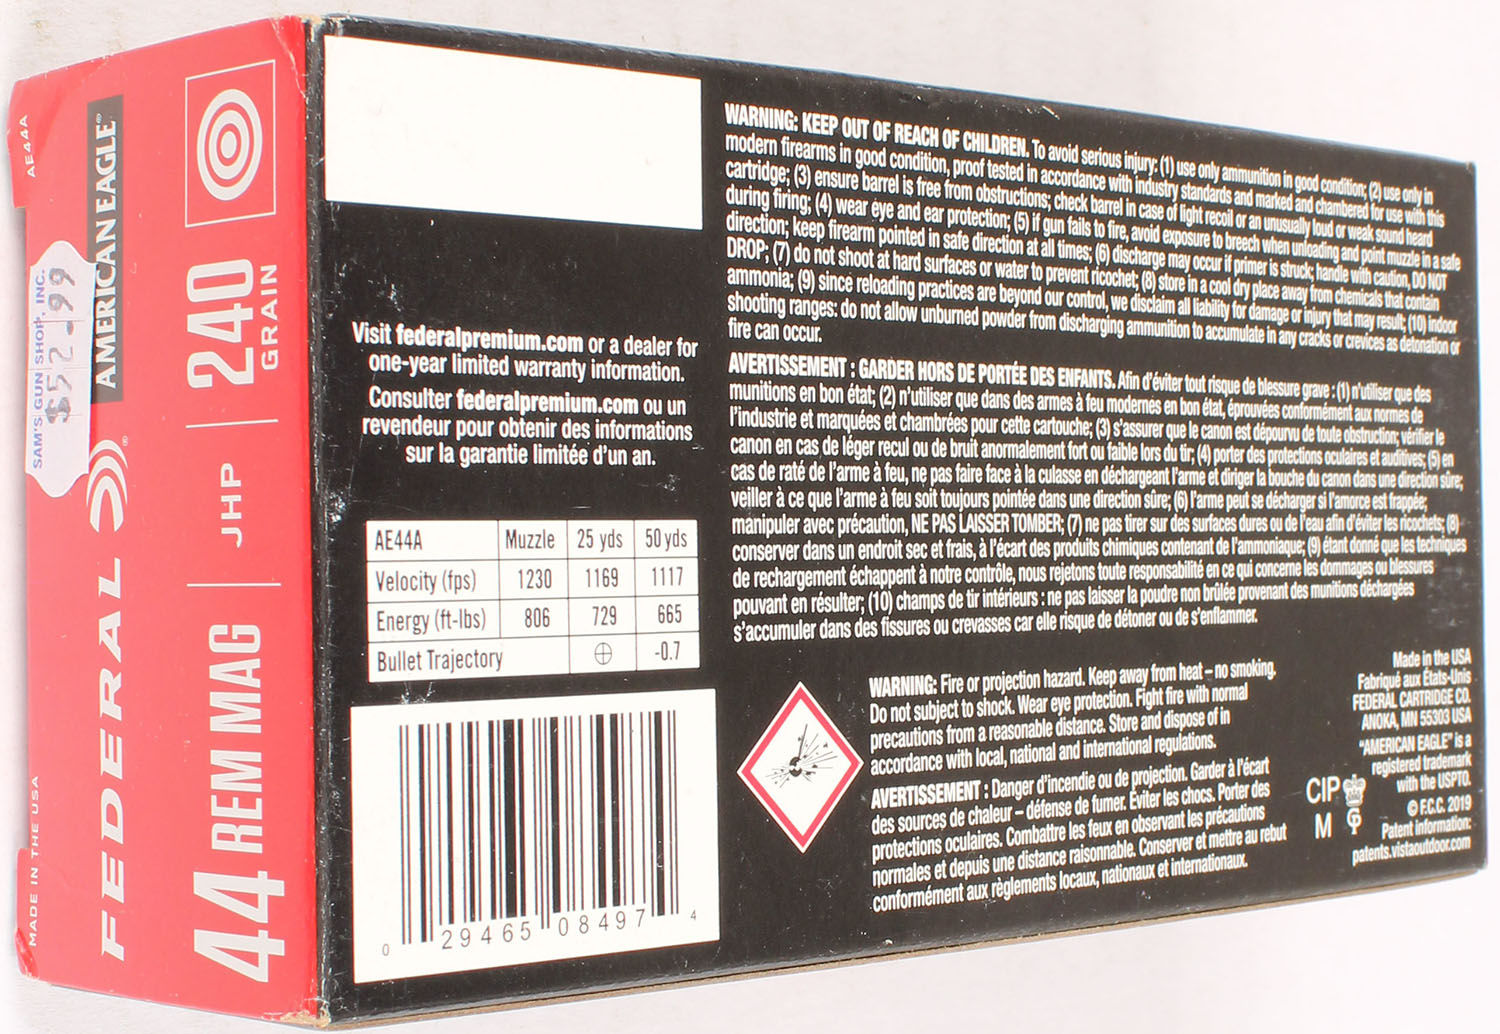 MADE IN THE USA
AE44A
FEDERAL® AMERICAN EAGLE®
SAM'S GUN SHOP, INC.
$52.99
44 REM MAG
JHP
240
GRAIN
Visit federalpremium.com or a dealer for
one-year limited warranty information.
Consulter federalpremium.com ou un
revendeur pour obtenir des informations
sur la garantie limitée d'un an.
AE44A Muzzle 25 yds 50 yds
Velocity (fps) 1230 1169 1117
Energy (ft-lbs) 806 729 665
Bullet Trajectory ⊕ -0.7
0 29465 08497 4
WARNING: KEEP OUT OF REACH OF CHILDREN. To avoid serious injury: (1) use only ammunition in good condition; (2) use only in
modern firearms in good condition, proof tested in accordance with industry standards and marked and chambered for use with this
cartridge; (3) ensure barrel is free from obstructions; check barrel in case of light recoil or an unusually loud or weak sound heard
during firing; (4) wear eye and ear protection; (5) if gun fails to fire, avoid exposure to breech when unloading and point muzzle in a safe
direction; keep firearm pointed in safe direction at all times; (6) discharge may occur if primer is struck; handle with caution, DO NOT
DROP; (7) do not shoot at hard surfaces or water to prevent ricochet; (8) store in a cool dry place away from chemicals that contain
ammonia; (9) since reloading practices are beyond our control, we disclaim all liability for damage or injury that may result; (10) indoor
shooting ranges: do not allow unburned powder from discharging ammunition to accumulate in any cracks or crevices as detonation or
fire can occur.
AVERTISSEMENT : GARDER HORS DE PORTÉE DES ENFANTS. Afin d'éviter tout risque de blessure grave : (1) n'utiliser que des
munitions en bon état; (2) n'utiliser que dans des armes à feu modernes en bon état, éprouvées conformément aux normes de
l'industrie et marquées et chambrées pour cette cartouche; (3) s'assurer que le canon est dépourvu de toute obstruction; vérifier le
canon en cas de léger recul ou de bruit anormalement fort ou faible lors du tir; (4) porter des protections oculaires et auditives; (5) en
cas de raté de l'arme à feu, ne pas faire face à la culasse en déchargeant l'arme et diriger la bouche du canon dans une direction sûre;
veiller à ce que l'arme à feu soit toujours pointée dans une direction sûre; (6) l'arme peut se décharger si l'amorce est frappée;
manipuler avec précaution, NE PAS LAISSER TOMBER; (7) ne pas tirer sur des surfaces dures ou de l'eau afin d'éviter les ricochets; (8)
conserver dans un endroit sec et frais, à l'écart des produits chimiques contenant de l'ammoniaque; (9) étant donné que les techniques
de rechargement échappent à notre contrôle, nous rejetons toute responsabilité en ce qui concerne les dommages ou blessures
pouvant en résulter; (10) champs de tir intérieurs : ne pas laisser la poudre non brûlée provenant des munitions déchargées
s'accumuler dans des fissures ou crevasses car elle risque de détoner ou de s'enflammer.
WARNING: Fire or projection hazard. Keep away from heat – no smoking.
Do not subject to shock. Wear eye protection. Fight fire with normal
precautions from a reasonable distance. Store and dispose of in
accordance with local, national and international regulations.
AVERTISSEMENT : Danger d'incendie ou de projection. Garder à l'écart
des sources de chaleur – défense de fumer. Éviter les chocs. Porter des
protections oculaires. Combattre les feux en observant les précautions
normales et depuis une distance raisonnable. Conserver et mettre au rebut
conformément aux règlements locaux, nationaux et internationaux.
Made in the USA
Fabriqué aux États-Unis
FEDERAL CARTRIDGE CO.
ANOKA, MN 55303 USA
"AMERICAN EAGLE" is a
registered trademark
with the USPTO.
© F.C.C. 2019
Patent information:
patents.vistaoutdoor.com
CIP
M